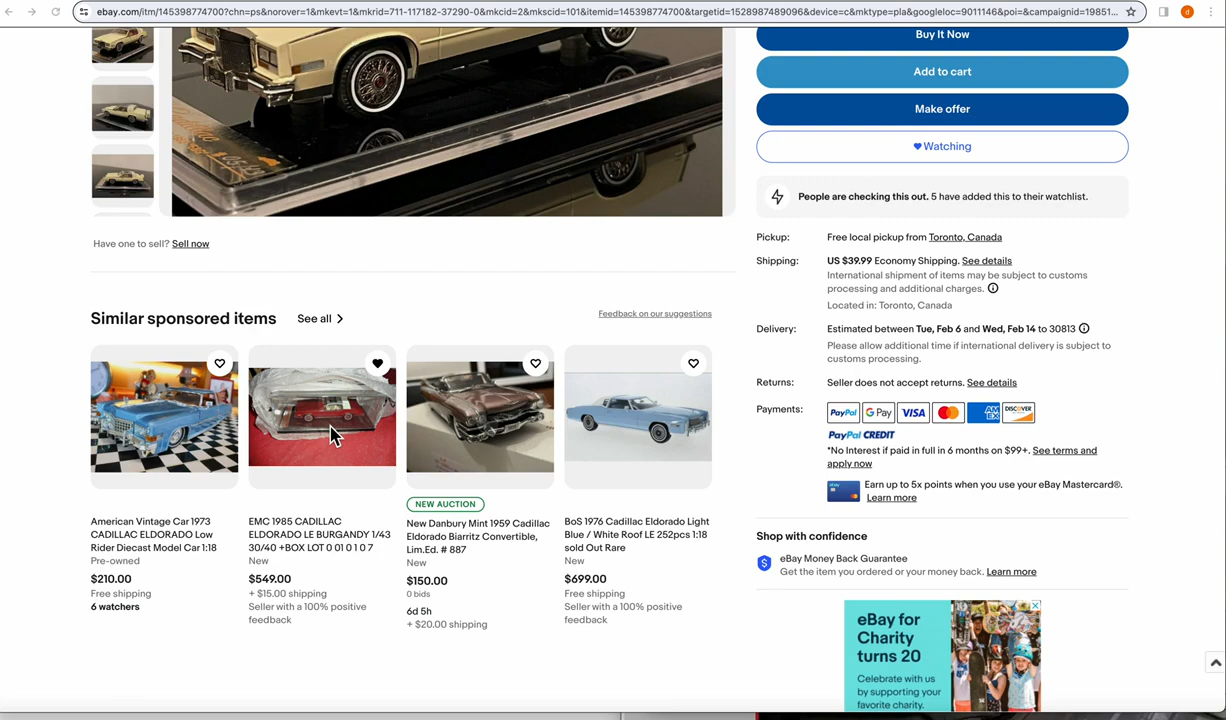 ebay.com/itm/145398774700?chn=ps&norover=1&mkevt=1&mkrid=711-117182-37290-0&mkcid=2&mkscid=101&itemid=145398774700&targetid=1528987489096&device=c&mktype=pla&googleloc=9011146&poi=&campaignid=19851...
d
Buy It Now
Add to cart
Make offer
Watching
People are checking this out. 5 have added this to their watchlist.
Pickup: Free local pickup from Toronto, Canada
Shipping: US $39.99 Economy Shipping. See details
International shipment of items may be subject to customs
processing and additional charges.
Located in: Toronto, Canada
Delivery: Estimated between Tue, Feb 6 and Wed, Feb 14 to 30813
Please allow additional time if international delivery is subject to
customs processing.
Returns: Seller does not accept returns. See details
Payments: PayPal G Pay VISA MasterCard AM EX DISCOVER
PayPal CREDIT
*No Interest if paid in full in 6 months on $99+. See terms and
apply now
Earn up to 5x points when you use your eBay Mastercard®.
Learn more
Shop with confidence
eBay Money Back Guarantee
Get the item you ordered or your money back. Learn more
eBay for
Charity
turns 20
Celebrate with us
by supporting your
favorite charity.
Cadillac
Have one to sell? Sell now
Similar sponsored items See all
Feedback on our suggestions
American Vintage Car 1973
CADILLAC ELDORADO Low
Rider Diecast Model Car 1:18
Pre-owned
$210.00
Free shipping
6 watchers
EMC 1985 CADILLAC
ELDORADO LE BURGANDY 1/43
30/40 +BOX LOT 0 01 0 1 0 7
New
$549.00
+ $15.00 shipping
Seller with a 100% positive
feedback
NEW AUCTION
New Danbury Mint 1959 Cadillac
Eldorado Biarritz Convertible,
Lim.Ed. # 887
New
$150.00
0 bids
6d 5h
+ $20.00 shipping
BoS 1976 Cadillac Eldorado Light
Blue / White Roof LE 252pcs 1:18
sold Out Rare
New
$699.00
Free shipping
Seller with a 100% positive
feedback